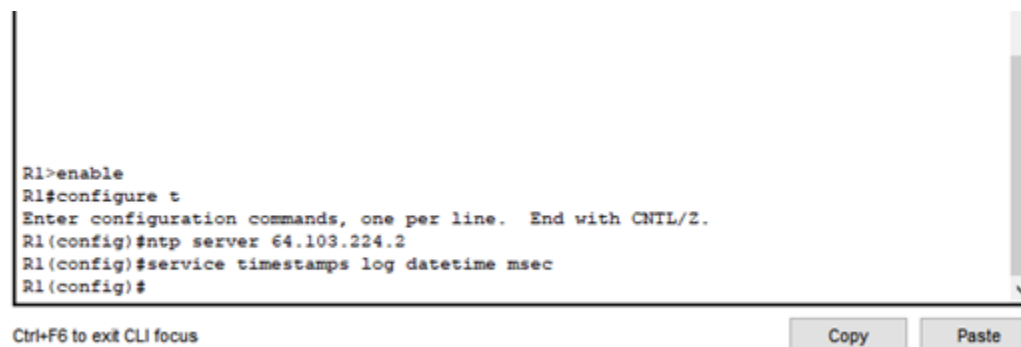 R1>enable
R1#configure t
Enter configuration commands, one per line.  End with CNTL/Z.
R1(config)#ntp server 64.103.224.2
R1(config)#service timestamps log datetime msec
R1(config)#
Ctrl+F6 to exit CLI focus
Copy
Paste